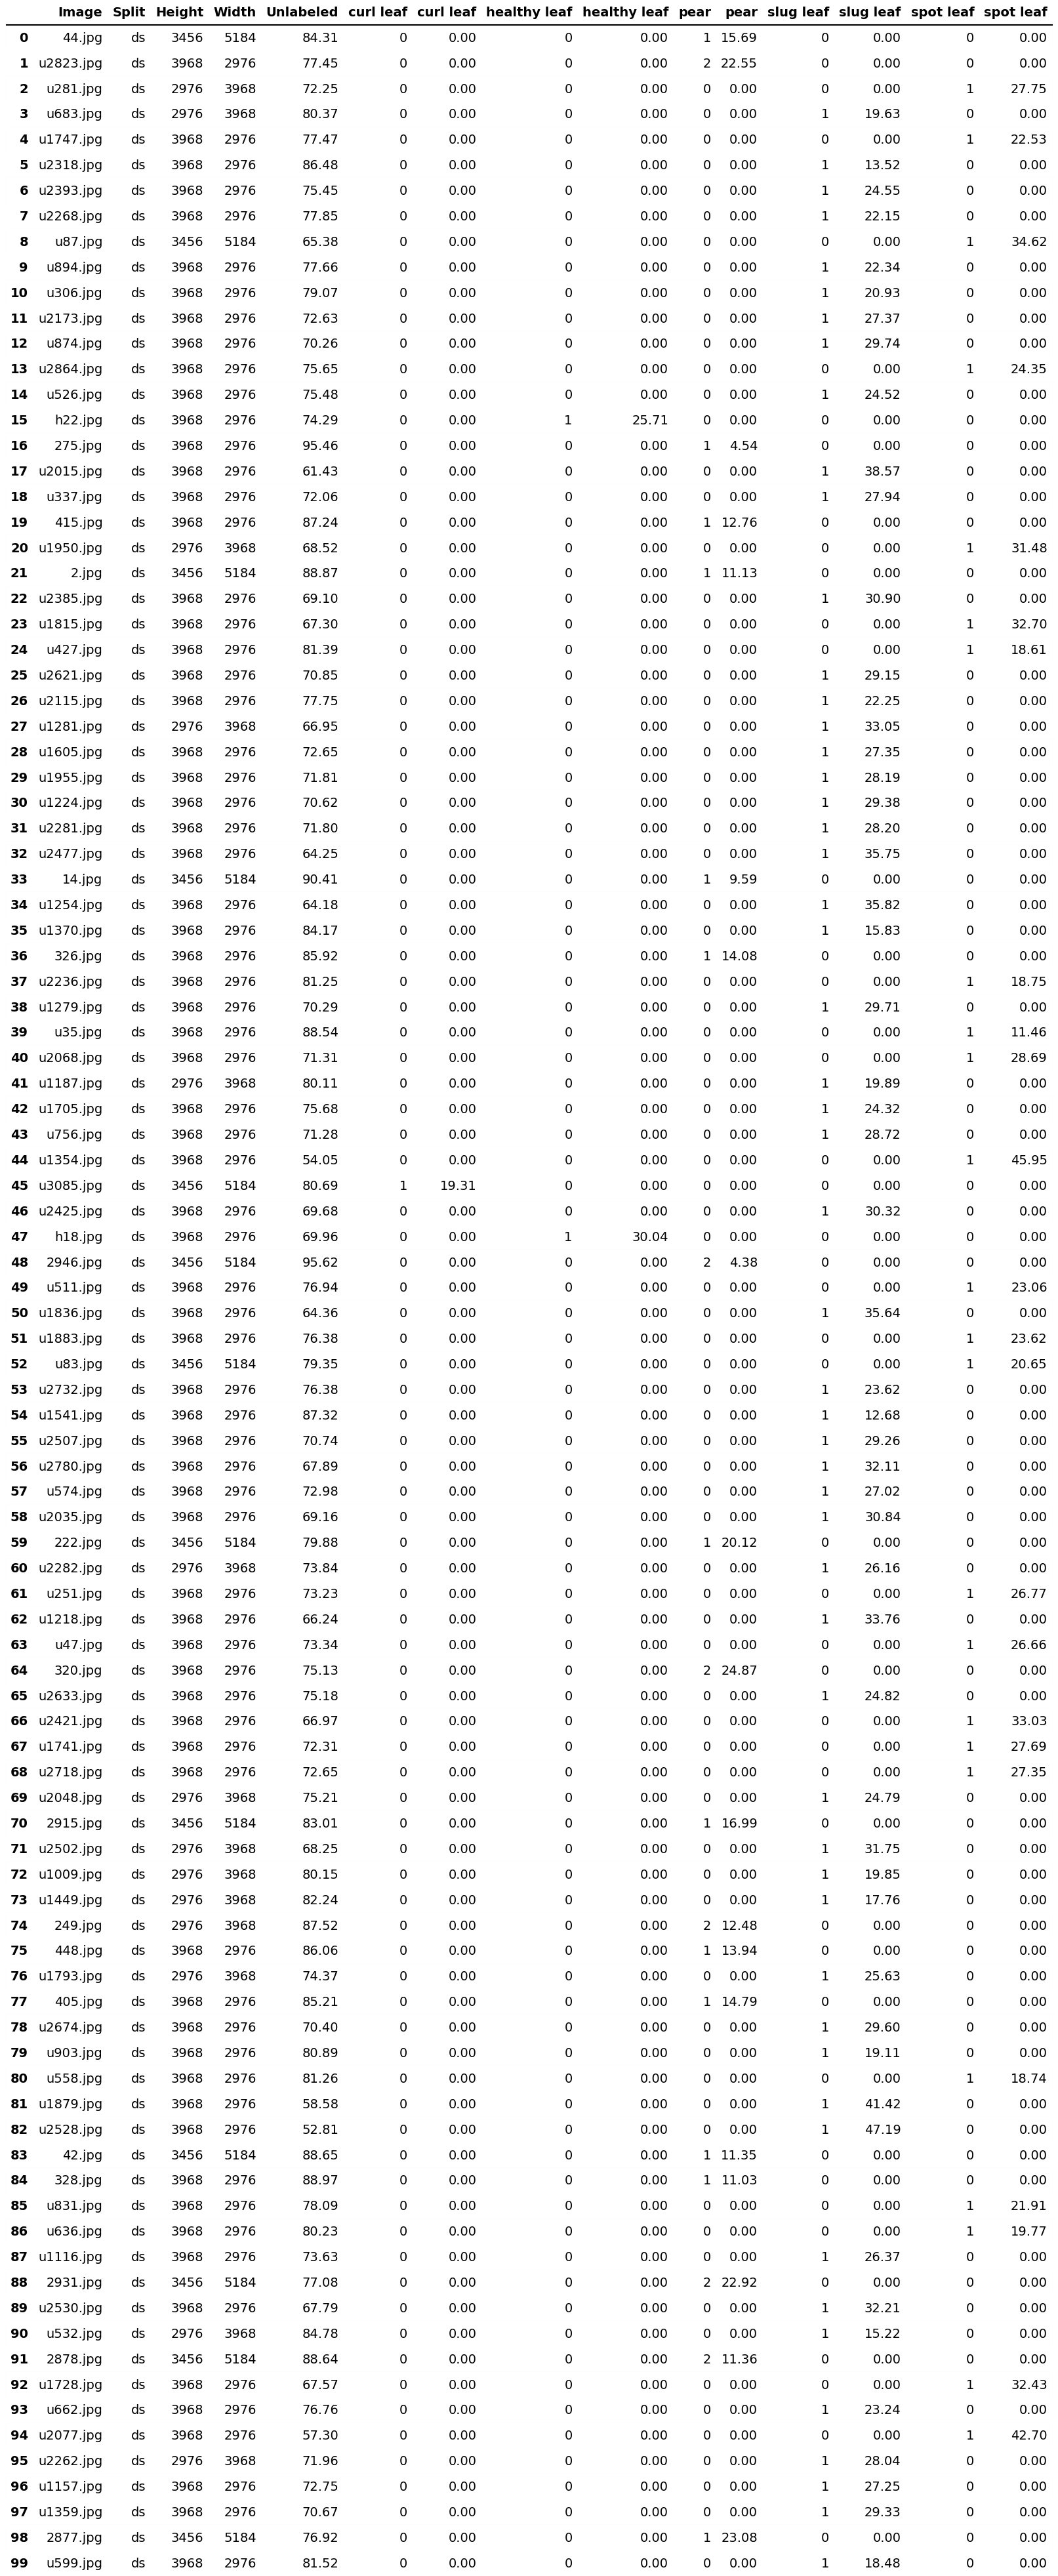 Image Split Height Width Unlabeled curl leaf curl leaf healthy leaf healthy leaf pear pear slug leaf slug leaf spot leaf spot leaf
0 44.jpg ds 3456 5184 84.31 0 0.00 0 0.00 1 15.69 0 0.00 0 0.00
1 u2823.jpg ds 3968 2976 77.45 0 0.00 0 0.00 2 22.55 0 0.00 0 0.00
2 u281.jpg ds 2976 3968 72.25 0 0.00 0 0.00 0 0.00 0 0.00 1 27.75
3 u683.jpg ds 2976 3968 80.37 0 0.00 0 0.00 0 0.00 1 19.63 0 0.00
4 u1747.jpg ds 3968 2976 77.47 0 0.00 0 0.00 0 0.00 0 0.00 1 22.53
5 u2318.jpg ds 3968 2976 86.48 0 0.00 0 0.00 0 0.00 1 13.52 0 0.00
6 u2393.jpg ds 3968 2976 75.45 0 0.00 0 0.00 0 0.00 1 24.55 0 0.00
7 u2268.jpg ds 3968 2976 77.85 0 0.00 0 0.00 0 0.00 1 22.15 0 0.00
8 u87.jpg ds 3456 5184 65.38 0 0.00 0 0.00 0 0.00 0 0.00 1 34.62
9 u894.jpg ds 3968 2976 77.66 0 0.00 0 0.00 0 0.00 1 22.34 0 0.00
10 u306.jpg ds 3968 2976 79.07 0 0.00 0 0.00 0 0.00 1 20.93 0 0.00
11 u2173.jpg ds 3968 2976 72.63 0 0.00 0 0.00 0 0.00 1 27.37 0 0.00
12 u874.jpg ds 3968 2976 70.26 0 0.00 0 0.00 0 0.00 1 29.74 0 0.00
13 u2864.jpg ds 3968 2976 75.65 0 0.00 0 0.00 0 0.00 0 0.00 1 24.35
14 u526.jpg ds 3968 2976 75.48 0 0.00 0 0.00 0 0.00 1 24.52 0 0.00
15 h22.jpg ds 3968 2976 74.29 0 0.00 1 25.71 0 0.00 0 0.00 0 0.00
16 275.jpg ds 3968 2976 95.46 0 0.00 0 0.00 1 4.54 0 0.00 0 0.00
17 u2015.jpg ds 3968 2976 61.43 0 0.00 0 0.00 0 0.00 1 38.57 0 0.00
18 u337.jpg ds 3968 2976 72.06 0 0.00 0 0.00 0 0.00 1 27.94 0 0.00
19 415.jpg ds 3968 2976 87.24 0 0.00 0 0.00 1 12.76 0 0.00 0 0.00
20 u1950.jpg ds 2976 3968 68.52 0 0.00 0 0.00 0 0.00 0 0.00 1 31.48
21 2.jpg ds 3456 5184 88.87 0 0.00 0 0.00 1 11.13 0 0.00 0 0.00
22 u2385.jpg ds 3968 2976 69.10 0 0.00 0 0.00 0 0.00 1 30.90 0 0.00
23 u1815.jpg ds 3968 2976 67.30 0 0.00 0 0.00 0 0.00 0 0.00 1 32.70
24 u427.jpg ds 3968 2976 81.39 0 0.00 0 0.00 0 0.00 0 0.00 1 18.61
25 u2621.jpg ds 3968 2976 70.85 0 0.00 0 0.00 0 0.00 1 29.15 0 0.00
26 u2115.jpg ds 3968 2976 77.75 0 0.00 0 0.00 0 0.00 1 22.25 0 0.00
27 u1281.jpg ds 2976 3968 66.95 0 0.00 0 0.00 0 0.00 1 33.05 0 0.00
28 u1605.jpg ds 3968 2976 72.65 0 0.00 0 0.00 0 0.00 1 27.35 0 0.00
29 u1955.jpg ds 3968 2976 71.81 0 0.00 0 0.00 0 0.00 1 28.19 0 0.00
30 u1224.jpg ds 3968 2976 70.62 0 0.00 0 0.00 0 0.00 1 29.38 0 0.00
31 u2281.jpg ds 3968 2976 71.80 0 0.00 0 0.00 0 0.00 1 28.20 0 0.00
32 u2477.jpg ds 3968 2976 64.25 0 0.00 0 0.00 0 0.00 1 35.75 0 0.00
33 14.jpg ds 3456 5184 90.41 0 0.00 0 0.00 1 9.59 0 0.00 0 0.00
34 u1254.jpg ds 3968 2976 64.18 0 0.00 0 0.00 0 0.00 1 35.82 0 0.00
35 u1370.jpg ds 3968 2976 84.17 0 0.00 0 0.00 0 0.00 1 15.83 0 0.00
36 326.jpg ds 3968 2976 85.92 0 0.00 0 0.00 1 14.08 0 0.00 0 0.00
37 u2236.jpg ds 3968 2976 81.25 0 0.00 0 0.00 0 0.00 0 0.00 1 18.75
38 u1279.jpg ds 3968 2976 70.29 0 0.00 0 0.00 0 0.00 1 29.71 0 0.00
39 u35.jpg ds 3968 2976 88.54 0 0.00 0 0.00 0 0.00 0 0.00 1 11.46
40 u2068.jpg ds 3968 2976 71.31 0 0.00 0 0.00 0 0.00 0 0.00 1 28.69
41 u1187.jpg ds 2976 3968 80.11 0 0.00 0 0.00 0 0.00 1 19.89 0 0.00
42 u1705.jpg ds 3968 2976 75.68 0 0.00 0 0.00 0 0.00 1 24.32 0 0.00
43 u756.jpg ds 3968 2976 71.28 0 0.00 0 0.00 0 0.00 1 28.72 0 0.00
44 u1354.jpg ds 3968 2976 54.05 0 0.00 0 0.00 0 0.00 0 0.00 1 45.95
45 u3085.jpg ds 3456 5184 80.69 1 19.31 0 0.00 0 0.00 0 0.00 0 0.00
46 u2425.jpg ds 3968 2976 69.68 0 0.00 0 0.00 0 0.00 1 30.32 0 0.00
47 h18.jpg ds 3968 2976 69.96 0 0.00 1 30.04 0 0.00 0 0.00 0 0.00
48 2946.jpg ds 3456 5184 95.62 0 0.00 0 0.00 2 4.38 0 0.00 0 0.00
49 u511.jpg ds 3968 2976 76.94 0 0.00 0 0.00 0 0.00 0 0.00 1 23.06
50 u1836.jpg ds 3968 2976 64.36 0 0.00 0 0.00 0 0.00 1 35.64 0 0.00
51 u1883.jpg ds 3968 2976 76.38 0 0.00 0 0.00 0 0.00 0 0.00 1 23.62
52 u83.jpg ds 3456 5184 79.35 0 0.00 0 0.00 0 0.00 0 0.00 1 20.65
53 u2732.jpg ds 3968 2976 76.38 0 0.00 0 0.00 0 0.00 1 23.62 0 0.00
54 u1541.jpg ds 3968 2976 87.32 0 0.00 0 0.00 0 0.00 1 12.68 0 0.00
55 u2507.jpg ds 3968 2976 70.74 0 0.00 0 0.00 0 0.00 1 29.26 0 0.00
56 u2780.jpg ds 3968 2976 67.89 0 0.00 0 0.00 0 0.00 1 32.11 0 0.00
57 u574.jpg ds 3968 2976 72.98 0 0.00 0 0.00 0 0.00 1 27.02 0 0.00
58 u2035.jpg ds 3968 2976 69.16 0 0.00 0 0.00 0 0.00 1 30.84 0 0.00
59 222.jpg ds 3456 5184 79.88 0 0.00 0 0.00 1 20.12 0 0.00 0 0.00
60 u2282.jpg ds 2976 3968 73.84 0 0.00 0 0.00 0 0.00 1 26.16 0 0.00
61 u251.jpg ds 3968 2976 73.23 0 0.00 0 0.00 0 0.00 0 0.00 1 26.77
62 u1218.jpg ds 3968 2976 66.24 0 0.00 0 0.00 0 0.00 1 33.76 0 0.00
63 u47.jpg ds 3968 2976 73.34 0 0.00 0 0.00 0 0.00 0 0.00 1 26.66
64 320.jpg ds 3968 2976 75.13 0 0.00 0 0.00 2 24.87 0 0.00 0 0.00
65 u2633.jpg ds 3968 2976 75.18 0 0.00 0 0.00 0 0.00 1 24.82 0 0.00
66 u2421.jpg ds 3968 2976 66.97 0 0.00 0 0.00 0 0.00 0 0.00 1 33.03
67 u1741.jpg ds 3968 2976 72.31 0 0.00 0 0.00 0 0.00 0 0.00 1 27.69
68 u2718.jpg ds 3968 2976 72.65 0 0.00 0 0.00 0 0.00 0 0.00 1 27.35
69 u2048.jpg ds 2976 3968 75.21 0 0.00 0 0.00 0 0.00 1 24.79 0 0.00
70 2915.jpg ds 3456 5184 83.01 0 0.00 0 0.00 1 16.99 0 0.00 0 0.00
71 u2502.jpg ds 2976 3968 68.25 0 0.00 0 0.00 0 0.00 1 31.75 0 0.00
72 u1009.jpg ds 2976 3968 80.15 0 0.00 0 0.00 0 0.00 1 19.85 0 0.00
73 u1449.jpg ds 2976 3968 82.24 0 0.00 0 0.00 0 0.00 1 17.76 0 0.00
74 249.jpg ds 2976 3968 87.52 0 0.00 0 0.00 2 12.48 0 0.00 0 0.00
75 448.jpg ds 3968 2976 86.06 0 0.00 0 0.00 1 13.94 0 0.00 0 0.00
76 u1793.jpg ds 2976 3968 74.37 0 0.00 0 0.00 0 0.00 1 25.63 0 0.00
77 405.jpg ds 3968 2976 85.21 0 0.00 0 0.00 1 14.79 0 0.00 0 0.00
78 u2674.jpg ds 3968 2976 70.40 0 0.00 0 0.00 0 0.00 1 29.60 0 0.00
79 u903.jpg ds 3968 2976 80.89 0 0.00 0 0.00 0 0.00 1 19.11 0 0.00
80 u558.jpg ds 3968 2976 81.26 0 0.00 0 0.00 0 0.00 0 0.00 1 18.74
81 u1879.jpg ds 3968 2976 58.58 0 0.00 0 0.00 0 0.00 1 41.42 0 0.00
82 u2528.jpg ds 3968 2976 52.81 0 0.00 0 0.00 0 0.00 1 47.19 0 0.00
83 42.jpg ds 3456 5184 88.65 0 0.00 0 0.00 1 11.35 0 0.00 0 0.00
84 328.jpg ds 3968 2976 88.97 0 0.00 0 0.00 1 11.03 0 0.00 0 0.00
85 u831.jpg ds 3968 2976 78.09 0 0.00 0 0.00 0 0.00 0 0.00 1 21.91
86 u636.jpg ds 3968 2976 80.23 0 0.00 0 0.00 0 0.00 0 0.00 1 19.77
87 u1116.jpg ds 3968 2976 73.63 0 0.00 0 0.00 0 0.00 1 26.37 0 0.00
88 2931.jpg ds 3456 5184 77.08 0 0.00 0 0.00 2 22.92 0 0.00 0 0.00
89 u2530.jpg ds 3968 2976 67.79 0 0.00 0 0.00 0 0.00 1 32.21 0 0.00
90 u532.jpg ds 2976 3968 84.78 0 0.00 0 0.00 0 0.00 1 15.22 0 0.00
91 2878.jpg ds 3456 5184 88.64 0 0.00 0 0.00 2 11.36 0 0.00 0 0.00
92 u1728.jpg ds 3968 2976 67.57 0 0.00 0 0.00 0 0.00 0 0.00 1 32.43
93 u662.jpg ds 3968 2976 76.76 0 0.00 0 0.00 0 0.00 1 23.24 0 0.00
94 u2077.jpg ds 3968 2976 57.30 0 0.00 0 0.00 0 0.00 0 0.00 1 42.70
95 u2262.jpg ds 2976 3968 71.96 0 0.00 0 0.00 0 0.00 1 28.04 0 0.00
96 u1157.jpg ds 3968 2976 72.75 0 0.00 0 0.00 0 0.00 1 27.25 0 0.00
97 u1359.jpg ds 3968 2976 70.67 0 0.00 0 0.00 0 0.00 1 29.33 0 0.00
98 2877.jpg ds 3456 5184 76.92 0 0.00 0 0.00 1 23.08 0 0.00 0 0.00
99 u599.jpg ds 3968 2976 81.52 0 0.00 0 0.00 0 0.00 1 18.48 0 0.00